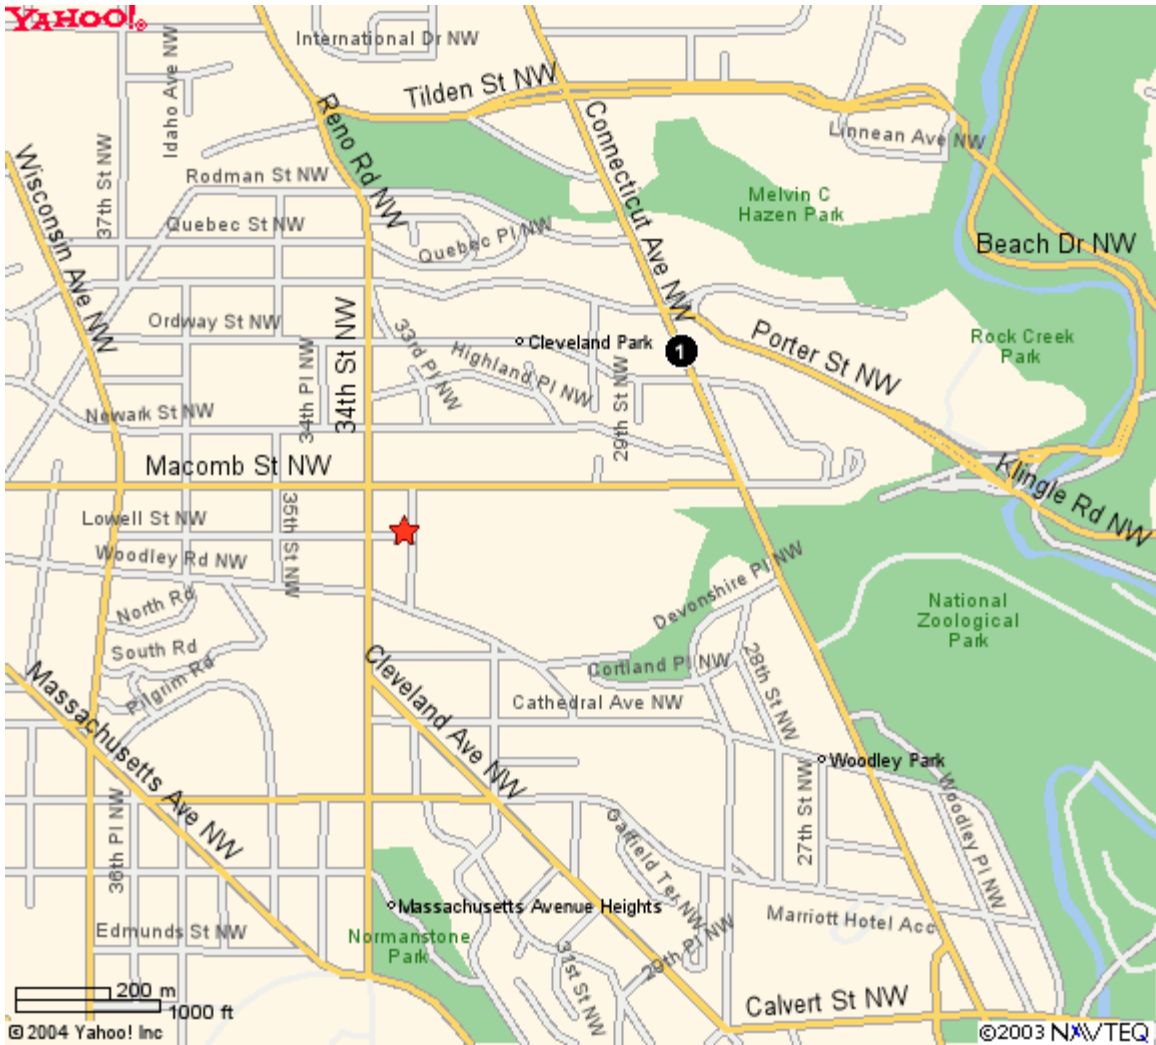 YAHOO!®
International Dr NW
Idaho Ave NW
Tilden St NW
Reno Rd NW
Connecticut Ave NW
Linnean Ave NW
Wisconsin Ave NW
37th St NW
Rodman St NW
Melvin C
Hazen Park
Quebec St NW
Quebec Pl NW
Beach Dr NW
Ordway St NW
34th Pl NW
34th St NW
33rd Pl NW
Cleveland Park
Highland Pl NW
29th St NW
1
Porter St NW
Rock Creek
Park
Newark St NW
Macomb St NW
Klingle Rd NW
Lowell St NW
35th St NW
Woodley Rd NW
Devonshire Pl NW
North Rd
National
Zoological
Park
South Rd
Pilgrim Rd
Cortland Pl NW
28th St NW
Massachusetts Ave NW
Cleveland Ave NW
Cathedral Ave NW
Woodley Park
Woodley Pl NW
27th St NW
36th Pl NW
Garfield Ter NW
Massachusetts Avenue Heights
Marriott Hotel Acc
Edmunds St NW
Normanstone
Park
31st St NW
29th Pl NW
200 m
1000 ft
Calvert St NW
© 2004 Yahoo! Inc
©2003 NAVTEQ